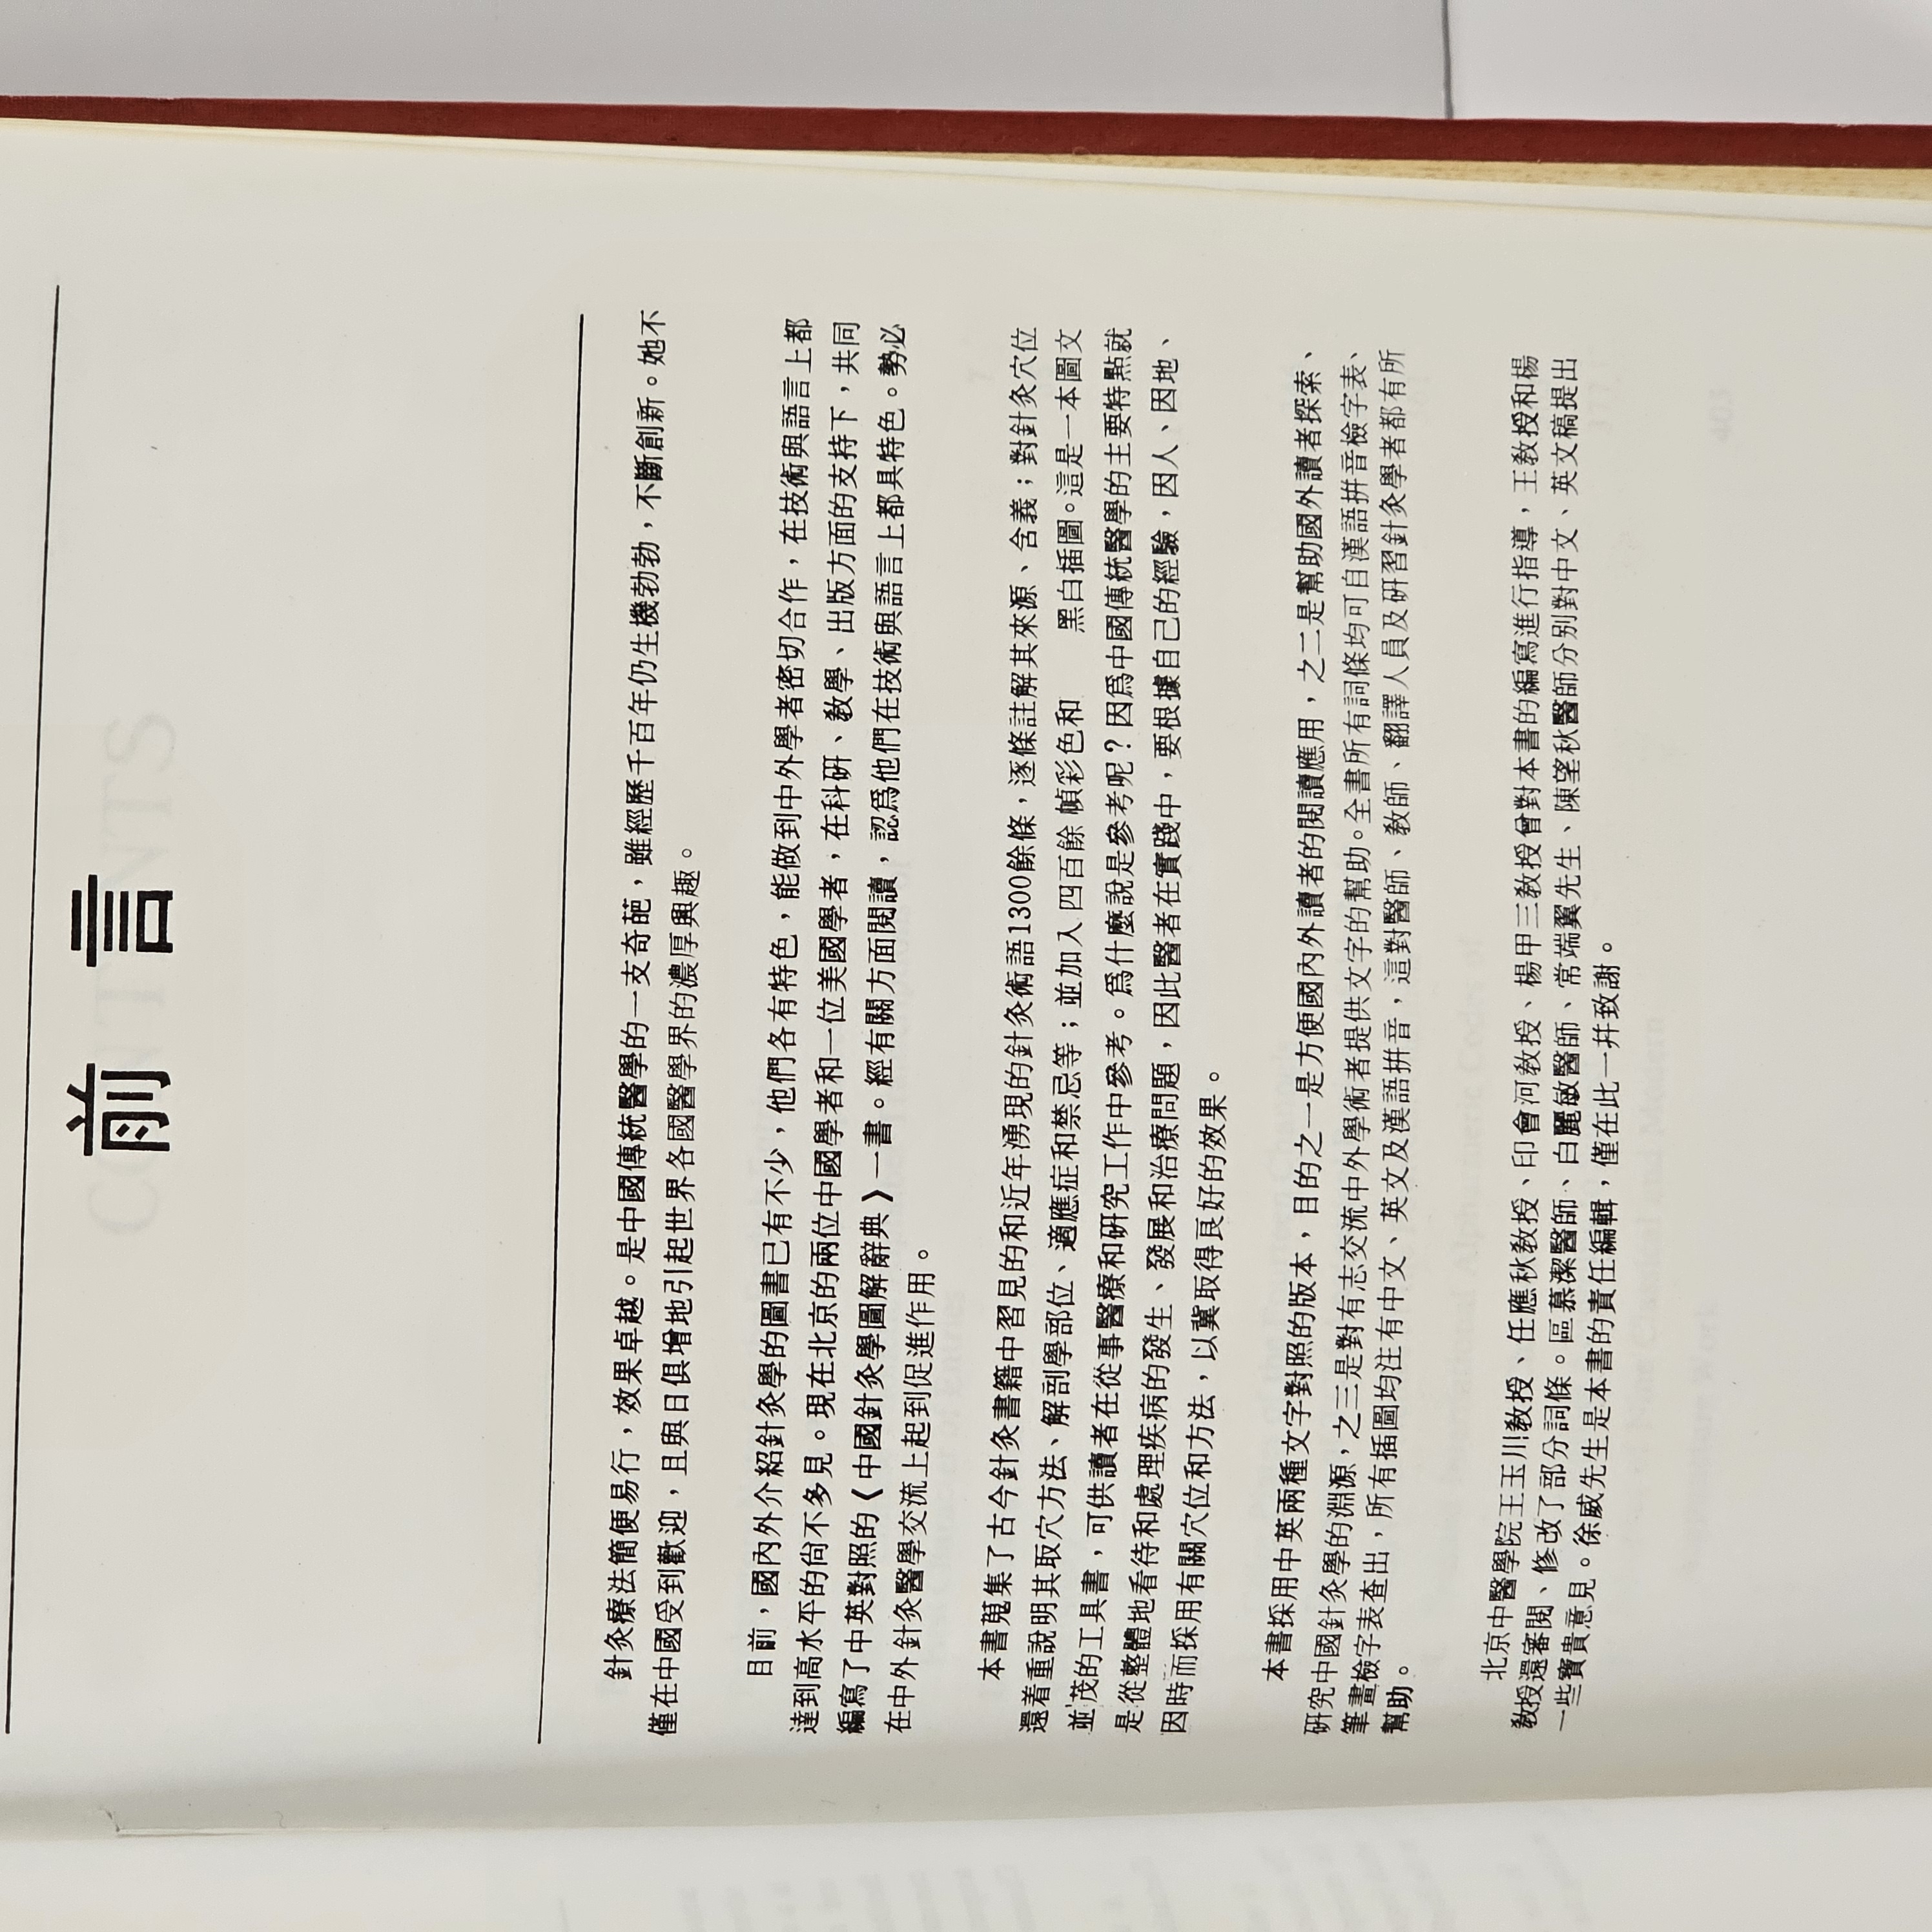 前言
針灸療法簡便易行，效果卓越。是中國傳統醫學的一支奇葩，雖經歷千百年仍生機勃勃，不斷創新。她不
僅在中國受到歡迎，且與日俱增地引起世界各國醫學界的濃厚興趣。
目前，國內外介紹針灸學的圖書已有不少，他們各有特色，能做到中外學者密切合作，在技術與語言上都
達到高水平的尚不多見。現在北京的兩位中國學者和一位美國學者，在科研、教學、出版方面的支持下，共同
編寫了中英對照的《中國針灸學圖解辭典》一書。經有關方面閱讀，認爲他們在技術與語言上都具特色。勢必
在中外針灸醫學交流上起到促進作用。
本書蒐集了古今針灸書籍中習見的和近年湧現的針灸術語1300餘條，逐條註解其來源、含義；對針灸穴位
還着重說明其取穴方法、解剖學部位、適應症和禁忌等；並加入四百餘幀彩色和 黑白插圖。這是一本圖文
並茂的工具書，可供讀者在從事醫療和研究工作中參考。爲什麼說是參考呢？因爲中國傳統醫學的主要特點就
是從整體地看待和處理疾病的發生、發展和治療問題，因此醫者在實踐中，要根據自己的經驗，因人、因地、
因時而採用有關穴位和方法，以冀取得良好的效果。
本書採用中英兩種文字對照的版本，目的之一是方便國內外讀者的閱讀應用，之二是幫助國外讀者探索、
研究中國針灸學的淵源，之三是對有志交流中外學術者提供文字的幫助。全書所有詞條均可自漢語拼音檢字表、
筆畫檢字表查出，所有插圖均注有中文、英文及漢語拼音，這對醫師、教師、翻譯人員及研習針灸學者都有所
幫助。
北京中醫學院王玉川教授、任應秋教授、印會河教授、楊甲三教授曾對本書的編寫進行指導，王教授和楊
教授還審閱、修改了部分詞條。區慕潔醫師、白麗敏醫師、常端翼先生、陳望秋醫師分別對中文、英文稿提出
一些寶貴意見。徐威先生是本書的責任編輯，僅在此一幷致謝。